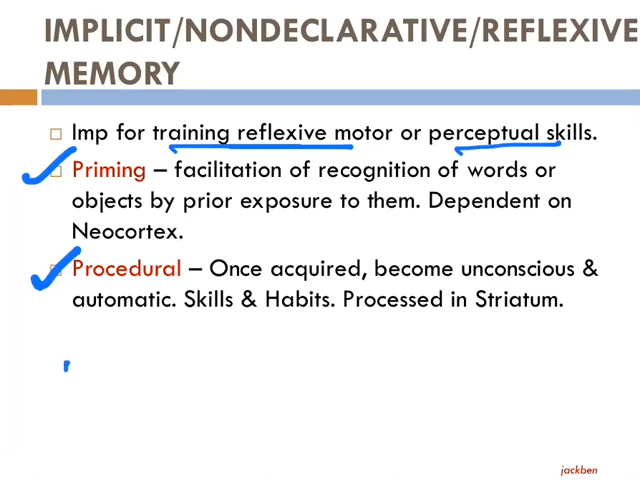 IMPLICIT/NONDECLARATIVE/REFLEXIVE
MEMORY
Imp for training reflexive motor or perceptual skills.
Priming – facilitation of recognition of words or
objects by prior exposure to them. Dependent on
Neocortex.
Procedural – Once acquired, become unconscious &
automatic. Skills & Habits. Processed in Striatum.
jackben